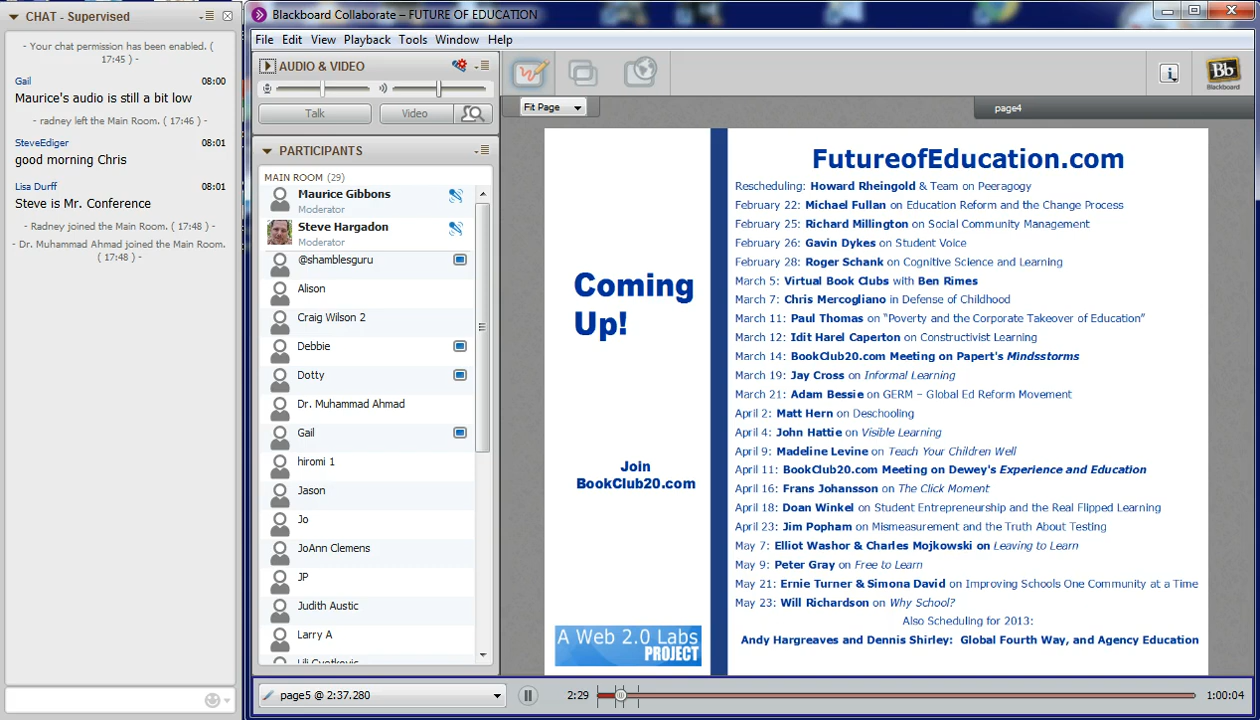 CHAT - Supervised
- Your chat permission has been enabled. (
17:45) -
Gail 08:00
Maurice's audio is still a bit low
- radney left the Main Room. ( 17:46) -
SteveEdiger 08:01
good morning Chris
Lisa Durff 08:01
Steve is Mr. Conference
- Radney joined the Main Room. ( 17:48 ) -
- Dr. Muhammad Ahmad joined the Main Room.
( 17:48 ) -
Blackboard Collaborate – FUTURE OF EDUCATION
File Edit View Playback Tools Window Help
AUDIO & VIDEO
Talk Video
PARTICIPANTS
MAIN ROOM (29)
Maurice Gibbons
Moderator
Steve Hargadon
Moderator
@shamblesguru
Alison
Craig Wilson 2
Debbie
Dotty
Dr. Muhammad Ahmad
Gail
hiromi 1
Jason
Jo
JoAnn Clemens
JP
Judith Austic
Larry A
Bb
Blackboard
Fit Page
page4
Coming
Up!
Join
BookClub20.com
A Web 2.0 Labs
PROJECT
FutureofEducation.com
Rescheduling: Howard Rheingold & Team on Peeragogy
February 22: Michael Fullan on Education Reform and the Change Process
February 25: Richard Millington on Social Community Management
February 26: Gavin Dykes on Student Voice
February 28: Roger Schank on Cognitive Science and Learning
March 5: Virtual Book Clubs with Ben Rimes
March 7: Chris Mercogliano in Defense of Childhood
March 11: Paul Thomas on “Poverty and the Corporate Takeover of Education”
March 12: Idit Harel Caperton on Constructivist Learning
March 14: BookClub20.com Meeting on Papert's Mindsstorms
March 19: Jay Cross on Informal Learning
March 21: Adam Bessie on GERM – Global Ed Reform Movement
April 2: Matt Hern on Deschooling
April 4: John Hattie on Visible Learning
April 9: Madeline Levine on Teach Your Children Well
April 11: BookClub20.com Meeting on Dewey's Experience and Education
April 16: Frans Johansson on The Click Moment
April 18: Doan Winkel on Student Entrepreneurship and the Real Flipped Learning
April 23: Jim Popham on Mismeasurement and the Truth About Testing
May 7: Elliot Washor & Charles Mojkowski on Leaving to Learn
May 9: Peter Gray on Free to Learn
May 21: Ernie Turner & Simona David on Improving Schools One Community at a Time
May 23: Will Richardson on Why School?
Also Scheduling for 2013:
Andy Hargreaves and Dennis Shirley: Global Fourth Way, and Agency Education
page5 @ 2:37.280
2:29
1:00:04